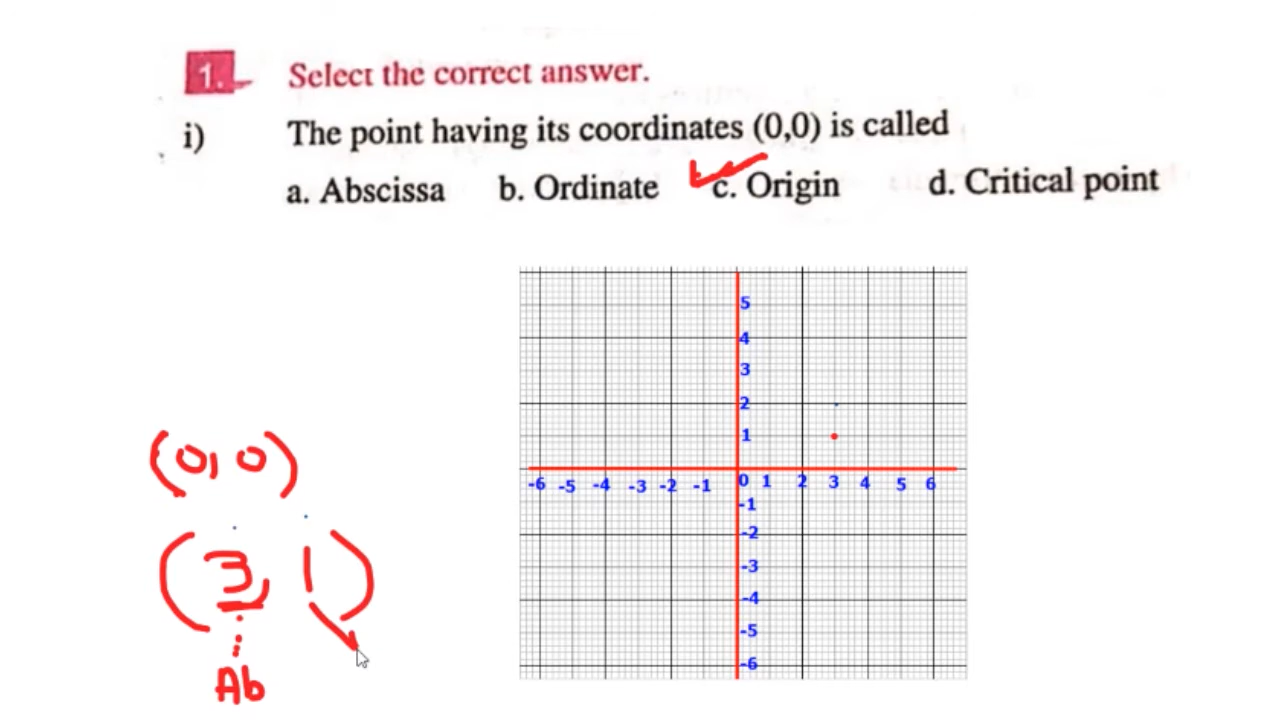 1. Select the correct answer.
i) The point having its coordinates (0,0) is called
a. Abscissa b. Ordinate c. Origin d. Critical point
5
4
3
2
1
-6 -5 -4 -3 -2 -1 0 1 2 3 4 5 6
-1
-2
-3
-4
-5
-6
(0, 0)
(3, 1)
Ab